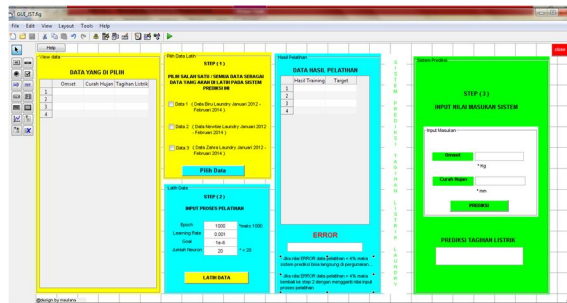 GUI_JST.fig
File Edit View Layout Tools Help
Help
close
View data
DATA YANG DI PILIH
Omset Curah Hujan Tagihan Listrik
1
2
3
4
Pilih Data Latih
STEP ( 1 )
PILIH SALAH SATU / SEMUA DATA SEBAGAI
DATA YANG AKAN DI LATIH PADA SISTEM
PREDIKSI INI
Data 1 ( Data Biru Laundry Januari 2012 -
Februari 2014 )
Data 2 ( Data Newbie Laundry Januari 2012
- Februari 2014 )
Data 3 ( Data Zahra Laundry Januari 2012 -
Februari 2014 )
Pilih Data
Latih Data
STEP ( 2 )
INPUT PROSES PELATIHAN
Epoch 1000 *maks 1000
Learning Rate 0.001
Goal 1e-6
Jumlah Neuron 20 * < 20
LATIH DATA
Hasil Pelatihan
DATA HASIL PELATIHAN
Hasil Training Target
1
2
3
4
ERROR
* Jika nilai ERROR data pelatihan < 4% maka
sistem prediksi bisa langsung di pergunakan.
* Jika nilai ERROR data pelatihan > 4% maka
kembali ke step 2 dengan mengganti nilai input
proses pelatihan
S
I
S
T
E
M
P
R
E
D
I
K
S
I
T
A
G
I
H
A
N
L
I
S
T
R
I
K
L
A
U
N
D
R
Y
Sistem Prediksi
STEP ( 3 )
INPUT NILAI MASUKAN SISTEM
Input Masukan
Omset
* Kg
Curah Hujan
* mm
PREDIKSI
PREDIKSI TAGIHAN LISTRIK
@design by maulana